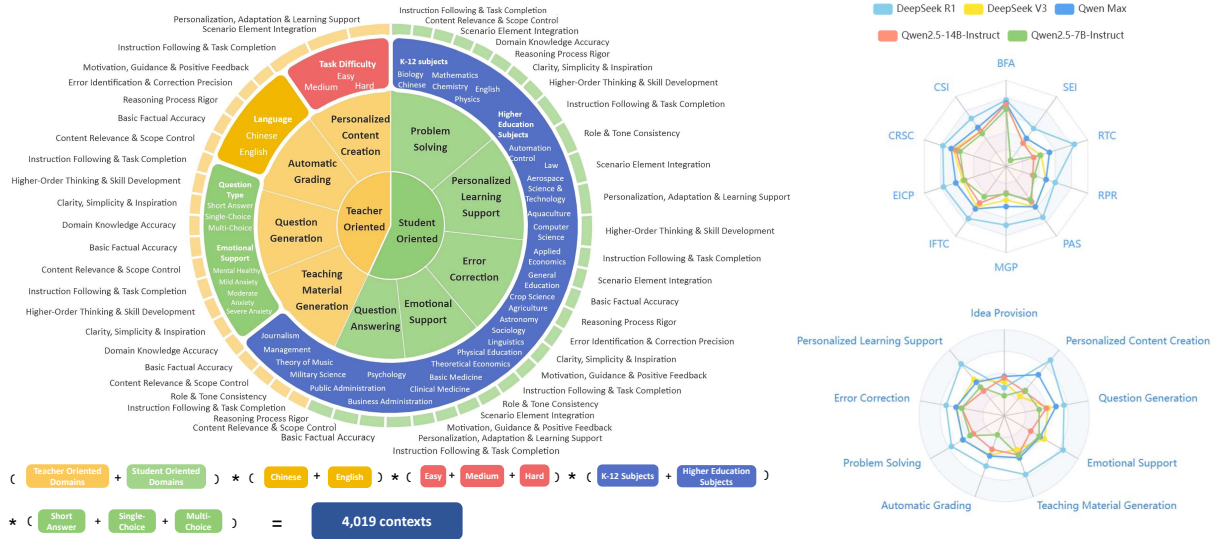 Instruction Following & Task Completion
Content Relevance & Scope Control
Scenario Element Integration
Domain Knowledge Accuracy
Reasoning Process Rigor
Clarity, Simplicity & Inspiration
Higher-Order Thinking & Skill Development
Instruction Following & Task Completion
Role & Tone Consistency
Scenario Element Integration
Personalization, Adaptation & Learning Support
Higher-Order Thinking & Skill Development
Instruction Following & Task Completion
Scenario Element Integration
Basic Factual Accuracy
Reasoning Process Rigor
Error Identification & Correction Precision
Clarity, Simplicity & Inspiration
Motivation, Guidance & Positive Feedback
Instruction Following & Task Completion
Role & Tone Consistency
Scenario Element Integration
Motivation, Guidance & Positive Feedback
Personalization, Adaptation & Learning Support
Instruction Following & Task Completion
Personalization, Adaptation & Learning Support
Scenario Element Integration
Instruction Following & Task Completion
Motivation, Guidance & Positive Feedback
Error Identification & Correction Precision
Reasoning Process Rigor
Basic Factual Accuracy
Content Relevance & Scope Control
Instruction Following & Task Completion
Higher-Order Thinking & Skill Development
Clarity, Simplicity & Inspiration
Domain Knowledge Accuracy
Basic Factual Accuracy
Content Relevance & Scope Control
Instruction Following & Task Completion
Higher-Order Thinking & Skill Development
Clarity, Simplicity & Inspiration
Domain Knowledge Accuracy
Basic Factual Accuracy
Content Relevance & Scope Control
Role & Tone Consistency
Instruction Following & Task Completion
Reasoning Process Rigor
Content Relevance & Scope Control
Basic Factual Accuracy
Task Difficulty
Easy
Medium
Hard
K-12 subjects
Biology
Mathematics
Chinese
Chemistry
English
Physics
Higher
Education
Subjects
Automation
Control
Law
Aerospace
Science &
Technology
Aquaculture
Computer
Science
Applied
Economics
General
Education
Crop Science
Agriculture
Astronomy
Sociology
Linguistics
Physical Education
Theoretical Economics
Basic Medicine
Clinical Medicine
Psychology
Business Administration
Public Administration
Military Science
Theory of Music
Management
Journalism
Language
Chinese
English
Question
Type
Short Answer
Single-Choice
Multi-Choice
Emotional
Support
Mental Healthy
Mild Anxiety
Moderate
Anxiety
Severe Anxiety
Personalized
Content
Creation
Automatic
Grading
Question
Generation
Teaching
Material
Generation
Problem
Solving
Personalized
Learning
Support
Error
Correction
Emotional
Support
Question
Answering
Teacher
Oriented
Student
Oriented
( Teacher Oriented Domains + Student Oriented Domains ) * ( Chinese + English ) * ( Easy + Medium + Hard ) * ( K-12 Subjects + Higher Education Subjects )
* ( Short Answer + Single-Choice + Multi-Choice ) = 4,019 contexts
DeepSeek R1 DeepSeek V3 Qwen Max
Qwen2.5-14B-Instruct Qwen2.5-7B-Instruct
BFA
SEI
RTC
RPR
PAS
MGP
IFTC
EICP
CRSC
CSI
Idea Provision
Personalized Content Creation
Question Generation
Emotional Support
Teaching Material Generation
Automatic Grading
Problem Solving
Error Correction
Personalized Learning Support